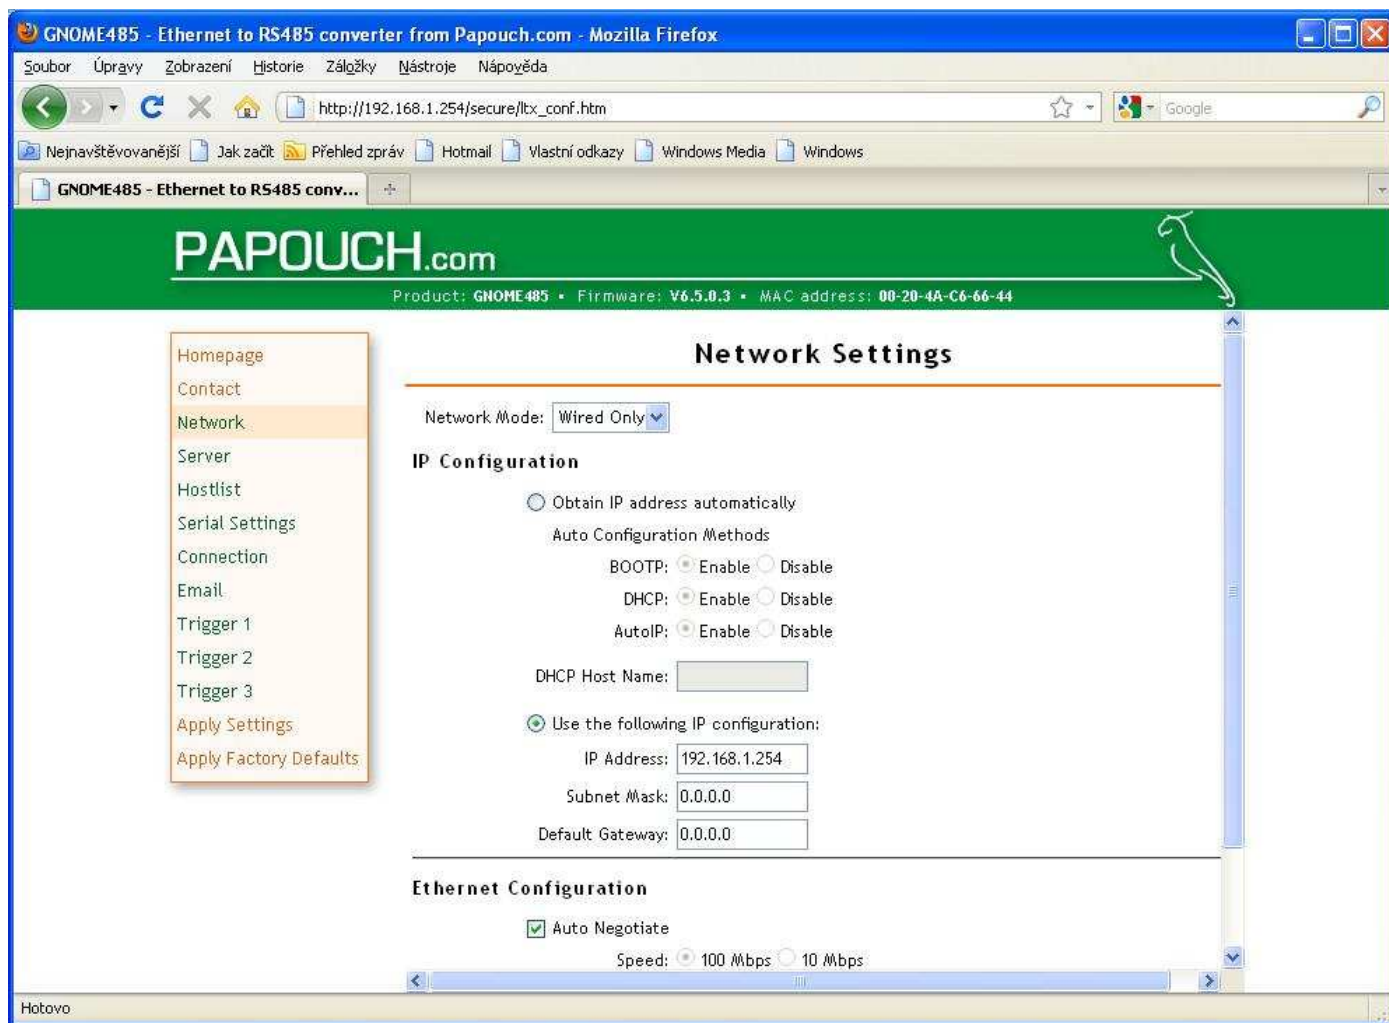 GNOME485 - Ethernet to RS485 converter from Papouch.com - Mozilla Firefox
Soubor Úpravy Zobrazení Historie Záložky Nástroje Nápověda
http://192.168.1.254/secure/ltx_conf.htm Google
Nejnavštěvovanější Jak začít Přehled zpráv Hotmail Vlastní odkazy Windows Media Windows
GNOME485 - Ethernet to RS485 conv...
PAPOUCH.com
Product: GNOME485 ▪ Firmware: V6.5.0.3 ▪ MAC address: 00-20-4A-C6-66-44
Homepage
Contact
Network
Server
Hostlist
Serial Settings
Connection
Email
Trigger 1
Trigger 2
Trigger 3
Apply Settings
Apply Factory Defaults
Network Settings
Network Mode: Wired Only
IP Configuration
Obtain IP address automatically
Auto Configuration Methods
BOOTP: Enable Disable
DHCP: Enable Disable
AutoIP: Enable Disable
DHCP Host Name:
Use the following IP configuration:
IP Address: 192.168.1.254
Subnet Mask: 0.0.0.0
Default Gateway: 0.0.0.0
Ethernet Configuration
Auto Negotiate
Speed: 100 Mbps 10 Mbps
Hotovo